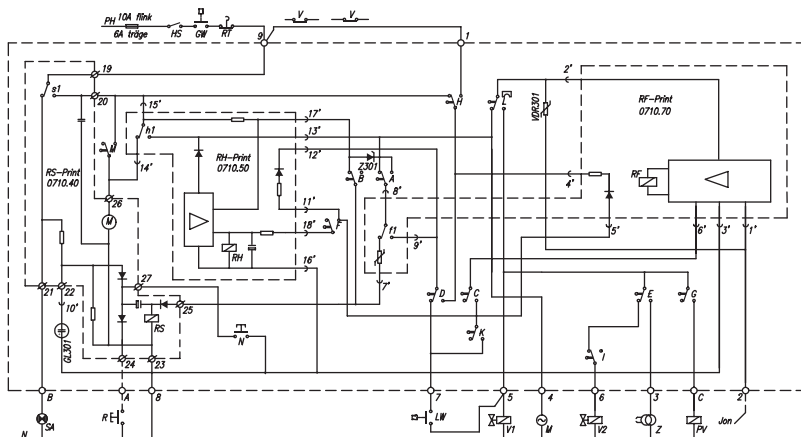 PH 10A flink
6A träge HS GW RT V V
9 1
19
s1 20 15' H L 2' RF-Print
0710.70
17' VDR301
M h1 13'
RS-Print
0710.40 RH-Print
0710.50 12' Z301
14' B A 4' RF
8'
26 11' F
M 18' f1 9' 5' 6' 3' 1'
RH
16'
27 7'
21 22 25 D C E G
10' RS
GL301 N K I
24 23
B A 8 7 5 4 6 3 C 2
SA R LW V1 M V2 Z PV Jon
N